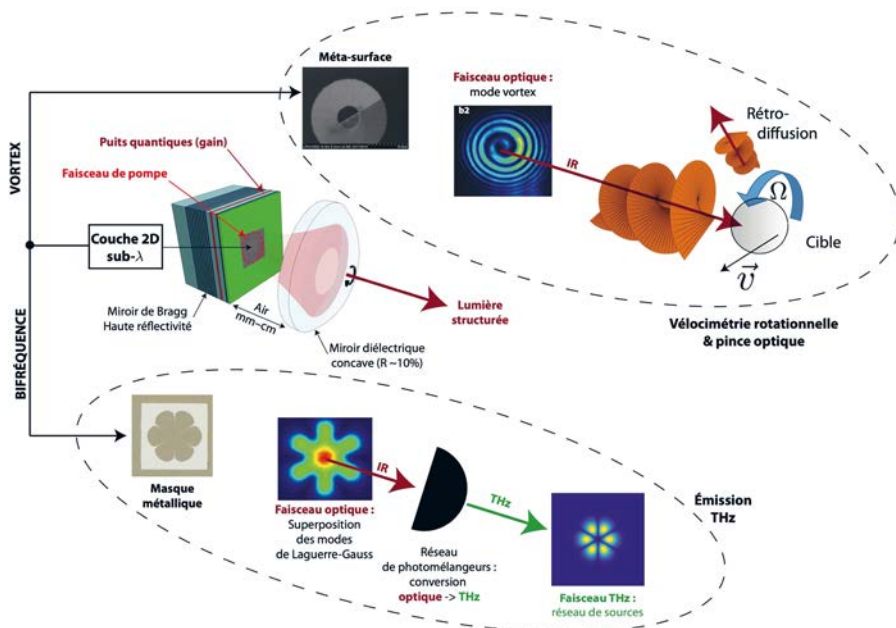 Méta-surface
Faisceau optique :
mode vortex
b2
Rétro-
diffusion
IR
Ω
Cible
v
Vélocimétrie rotationnelle
& pince optique
VORTEX
Puits quantiques (gain)
Faisceau de pompe
Couche 2D
sub-λ
Miroir de Bragg
Haute réflectivité
Air
mm–cm
Lumière
structurée
Miroir diélectrique
concave (R ~10%)
BIFRÉQUENCE
Masque
métallique
Faisceau optique :
Superposition
des modes
de Laguerre-Gauss
IR
Réseau
de photomélangeurs :
conversion
optique -> THz
THz
Émission
THz
Faisceau THz :
réseau de sources